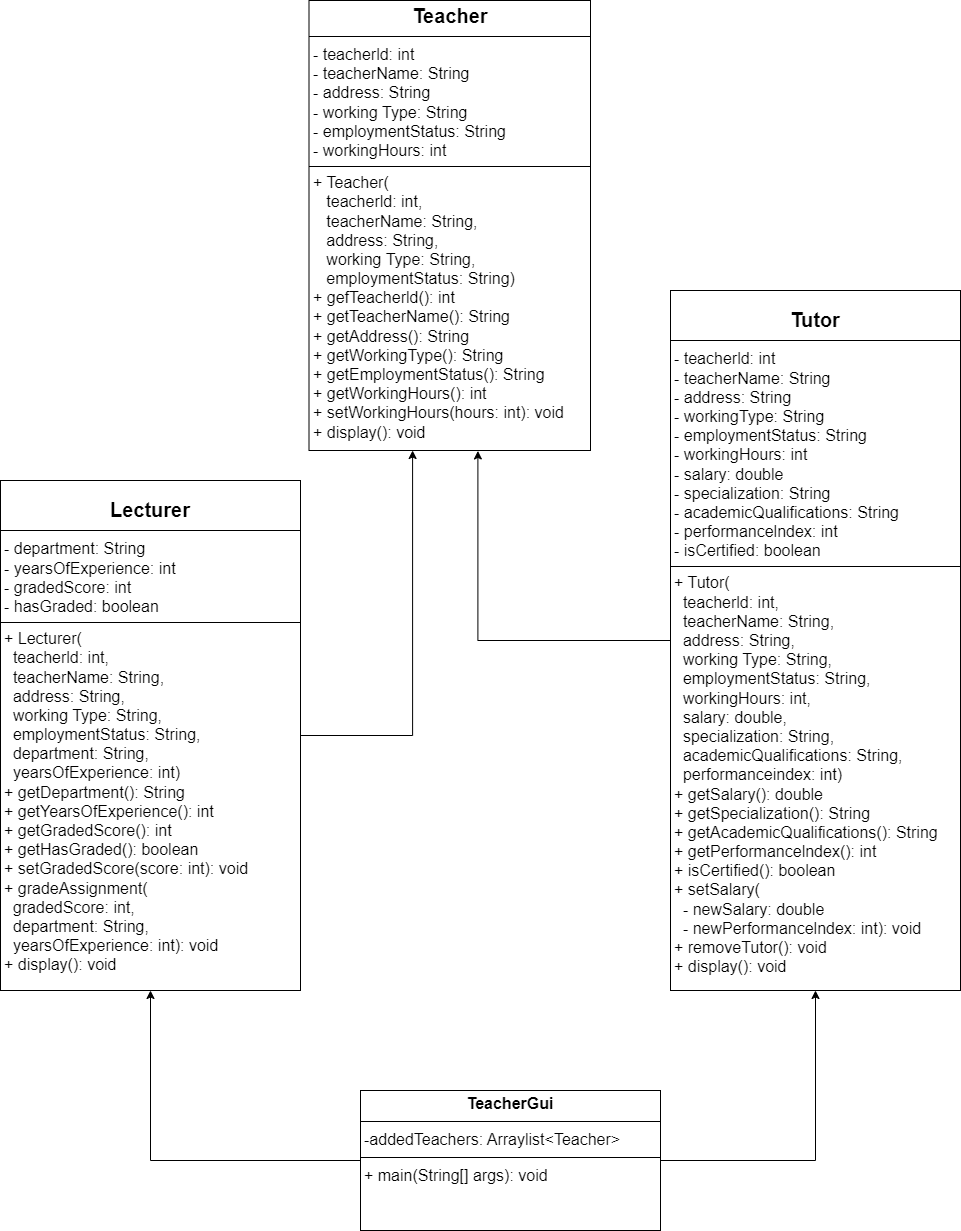 Teacher
- teacherId: int
- teacherName: String
- address: String
- working Type: String
- employmentStatus: String
- workingHours: int
+ Teacher(
teacherId: int,
teacherName: String,
address: String,
working Type: String,
employmentStatus: String)
+ gefTeacherId(): int
+ getTeacherName(): String
+ getAddress(): String
+ getWorkingType(): String
+ getEmploymentStatus(): String
+ getWorkingHours(): int
+ setWorkingHours(hours: int): void
+ display(): void
Lecturer
- department: String
- yearsOfExperience: int
- gradedScore: int
- hasGraded: boolean
+ Lecturer(
teacherId: int,
teacherName: String,
address: String,
working Type: String,
employmentStatus: String,
department: String,
yearsOfExperience: int)
+ getDepartment(): String
+ getYearsOfExperience(): int
+ getGradedScore(): int
+ getHasGraded(): boolean
+ setGradedScore(score: int): void
+ gradeAssignment(
gradedScore: int,
department: String,
yearsOfExperience: int): void
+ display(): void
Tutor
- teacherId: int
- teacherName: String
- address: String
- workingType: String
- employmentStatus: String
- workingHours: int
- salary: double
- specialization: String
- academicQualifications: String
- performanceIndex: int
- isCertified: boolean
+ Tutor(
teacherId: int,
teacherName: String,
address: String,
working Type: String,
employmentStatus: String,
workingHours: int,
salary: double,
specialization: String,
academicQualifications: String,
performanceindex: int)
+ getSalary(): double
+ getSpecialization(): String
+ getAcademicQualifications(): String
+ getPerformanceIndex(): int
+ isCertified(): boolean
+ setSalary(
- newSalary: double
- newPerformanceIndex: int): void
+ removeTutor(): void
+ display(): void
TeacherGui
-addedTeachers: Arraylist<Teacher>
+ main(String[] args): void